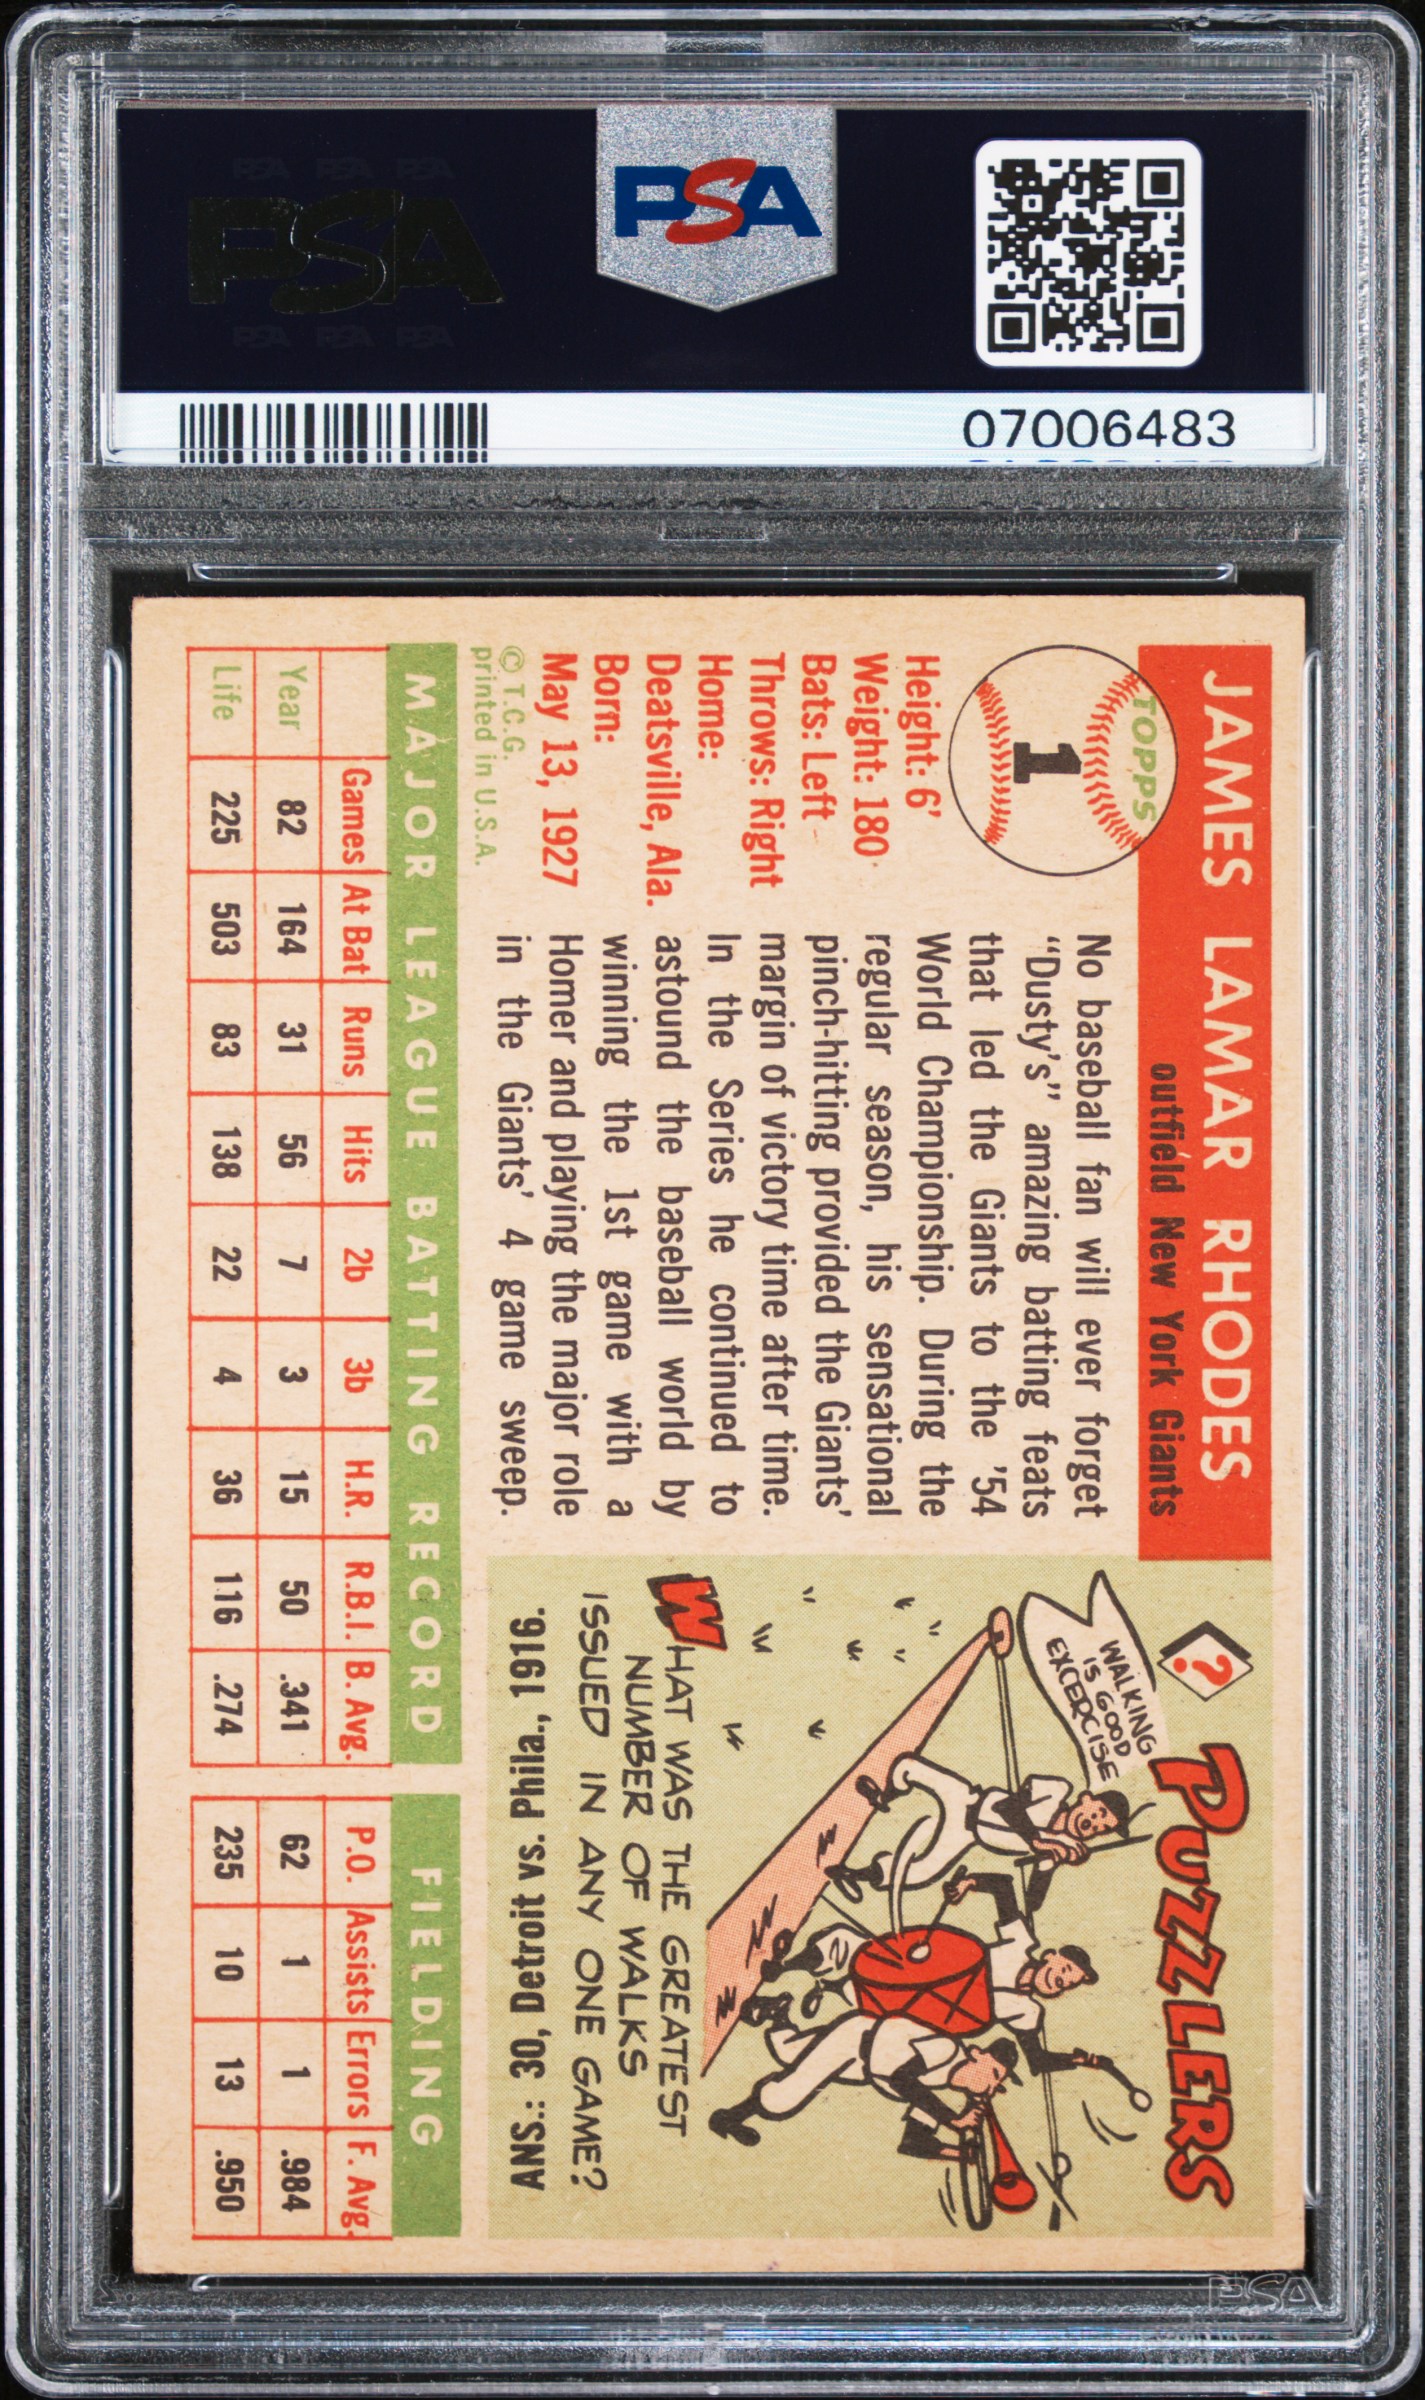 PSA PSA PSA
PSA
PSA PSA PSA
PSA
07006483
JAMES LAMAR RHODES
outfield New York Giants
TOPPS
1
Height: 6'
Weight: 180
Bats: Left
Throws: Right
Home:
Deatsville, Ala.
Born:
May 13, 1927
© T.C.G.
printed in U.S.A.
No baseball fan will ever forget
"Dusty's" amazing batting feats
that led the Giants to the '54
World Championship. During the
regular season, his sensational
pinch-hitting provided the Giants'
margin of victory time after time.
In the Series he continued to
astound the baseball world by
winning the 1st game with a
Homer and playing the major role
in the Giants' 4 game sweep.
? PUZZLERS
WALKING
IS GOOD
EXCERCISE
WHAT WAS THE GREATEST
NUMBER OF WALKS
ISSUED IN ANY ONE GAME?
ANS.: 30, Detroit vs. Phila., 1916.
MAJOR LEAGUE BATTING RECORD FIELDING
Games At Bat Runs Hits 2b 3b H.R. R.B.I. B. Avg. P.O. Assists Errors F. Avg.
Year 82 164 31 56 7 3 15 50 .341 62 1 1 .984
Life 225 503 83 138 22 4 36 116 .274 235 10 13 .950
PSA